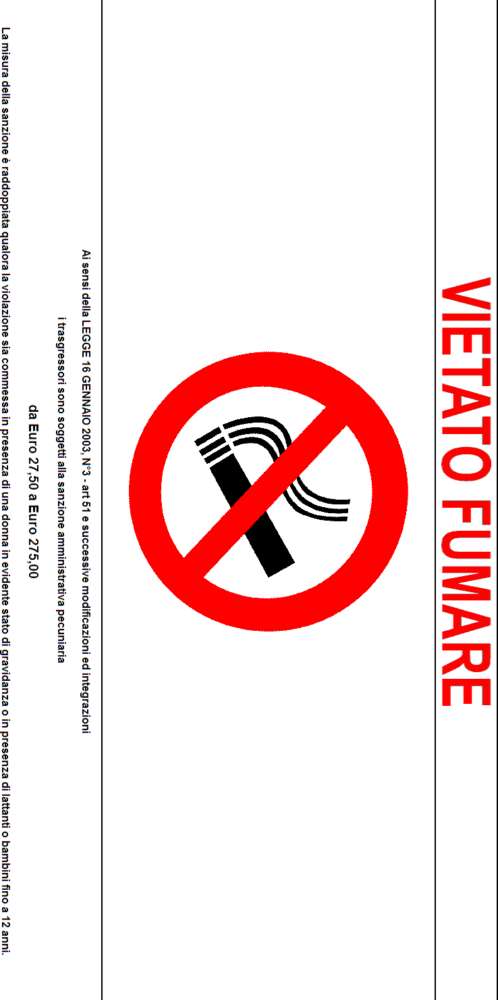 VIETATO FUMARE
Ai sensi della LEGGE 16 GENNAIO 2003, N°3 - art 51 e successive modificazioni ed integrazioni
i trasgressori sono soggetti alla sanzione amministrativa pecuniaria
da Euro 27,50 a Euro 275,00
La misura della sanzione è raddoppiata qualora la violazione sia commessa in presenza di una donna in evidente stato di gravidanza o in presenza di lattanti o bambini fino a 12 anni.